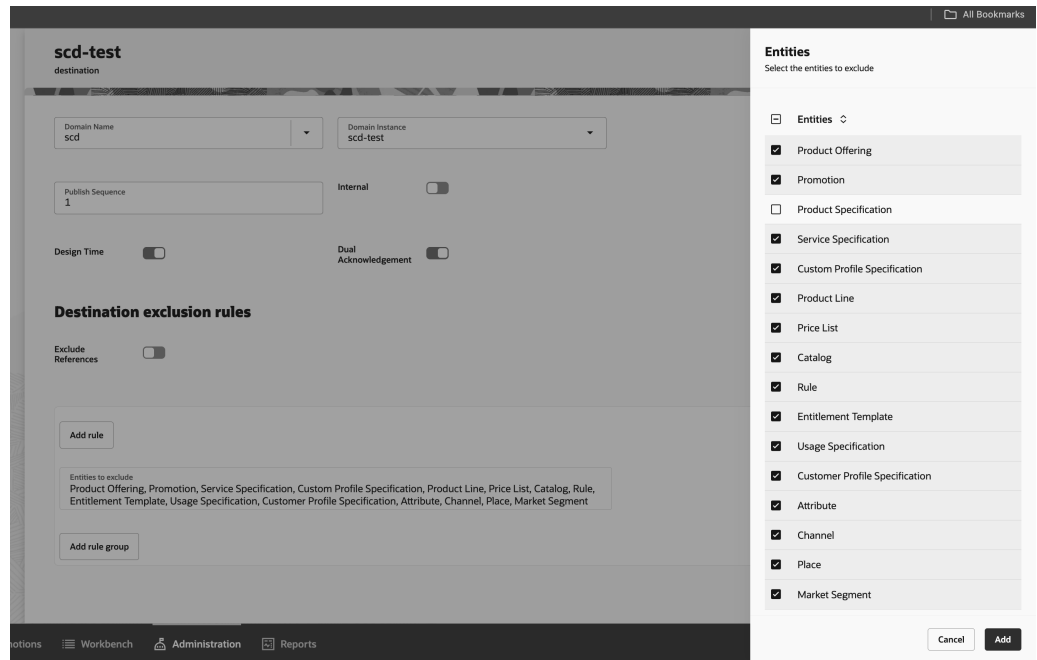 All Bookmarks
scd-test
destination
Domain Name
scd
Domain Instance
scd-test
Publish Sequence
1
Internal
Design Time
Dual
Acknowledgement
Destination exclusion rules
Exclude
References
Add rule
Entities to exclude
Product Offering, Promotion, Service Specification, Custom Profile Specification, Product Line, Price List, Catalog, Rule,
Entitlement Template, Usage Specification, Customer Profile Specification, Attribute, Channel, Place, Market Segment
Add rule group
notions
Workbench
Administration
Reports
Entities
Select the entities to exclude
Entities
Product Offering
Promotion
Product Specification
Service Specification
Custom Profile Specification
Product Line
Price List
Catalog
Rule
Entitlement Template
Usage Specification
Customer Profile Specification
Attribute
Channel
Place
Market Segment
Cancel
Add